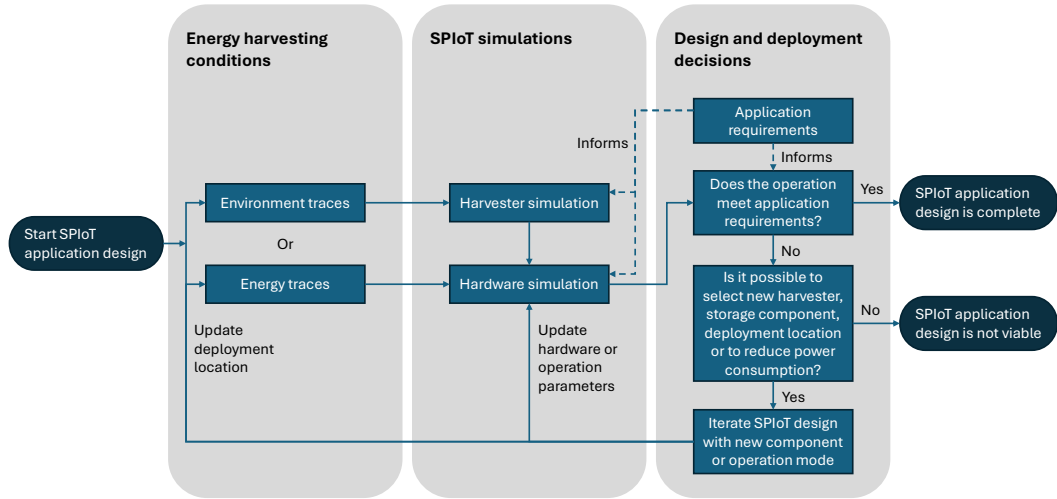 Energy harvesting
conditions
SPIoT simulations
Design and deployment
decisions
Application
requirements
Informs
Informs
Does the operation
meet application
requirements?
Yes
SPIoT application
design is complete
Environment traces
Harvester simulation
Start SPIoT
application design
Or
No
Energy traces
Hardware simulation
Is it possible to
select new harvester,
storage component,
deployment location
or to reduce power
consumption?
No
SPIoT application
design is not viable
Update
deployment
location
Update
hardware or
operation
parameters
Yes
Iterate SPIoT design
with new component
or operation mode